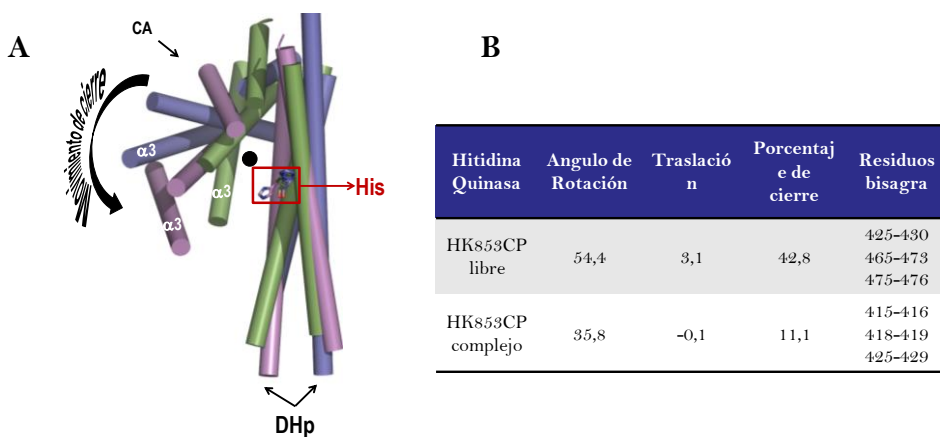 A
B
CA
Movimiento de cierre
α3
α3
α3
His
DHp
Hitidina
Quinasa
Angulo de
Rotación
Traslació
n
Porcentaj
e de
cierre
Residuos
bisagra
HK853CP
libre
54,4
3,1
42,8
425-430
465-473
475-476
HK853CP
complejo
35,8
-0,1
11,1
415-416
418-419
425-429